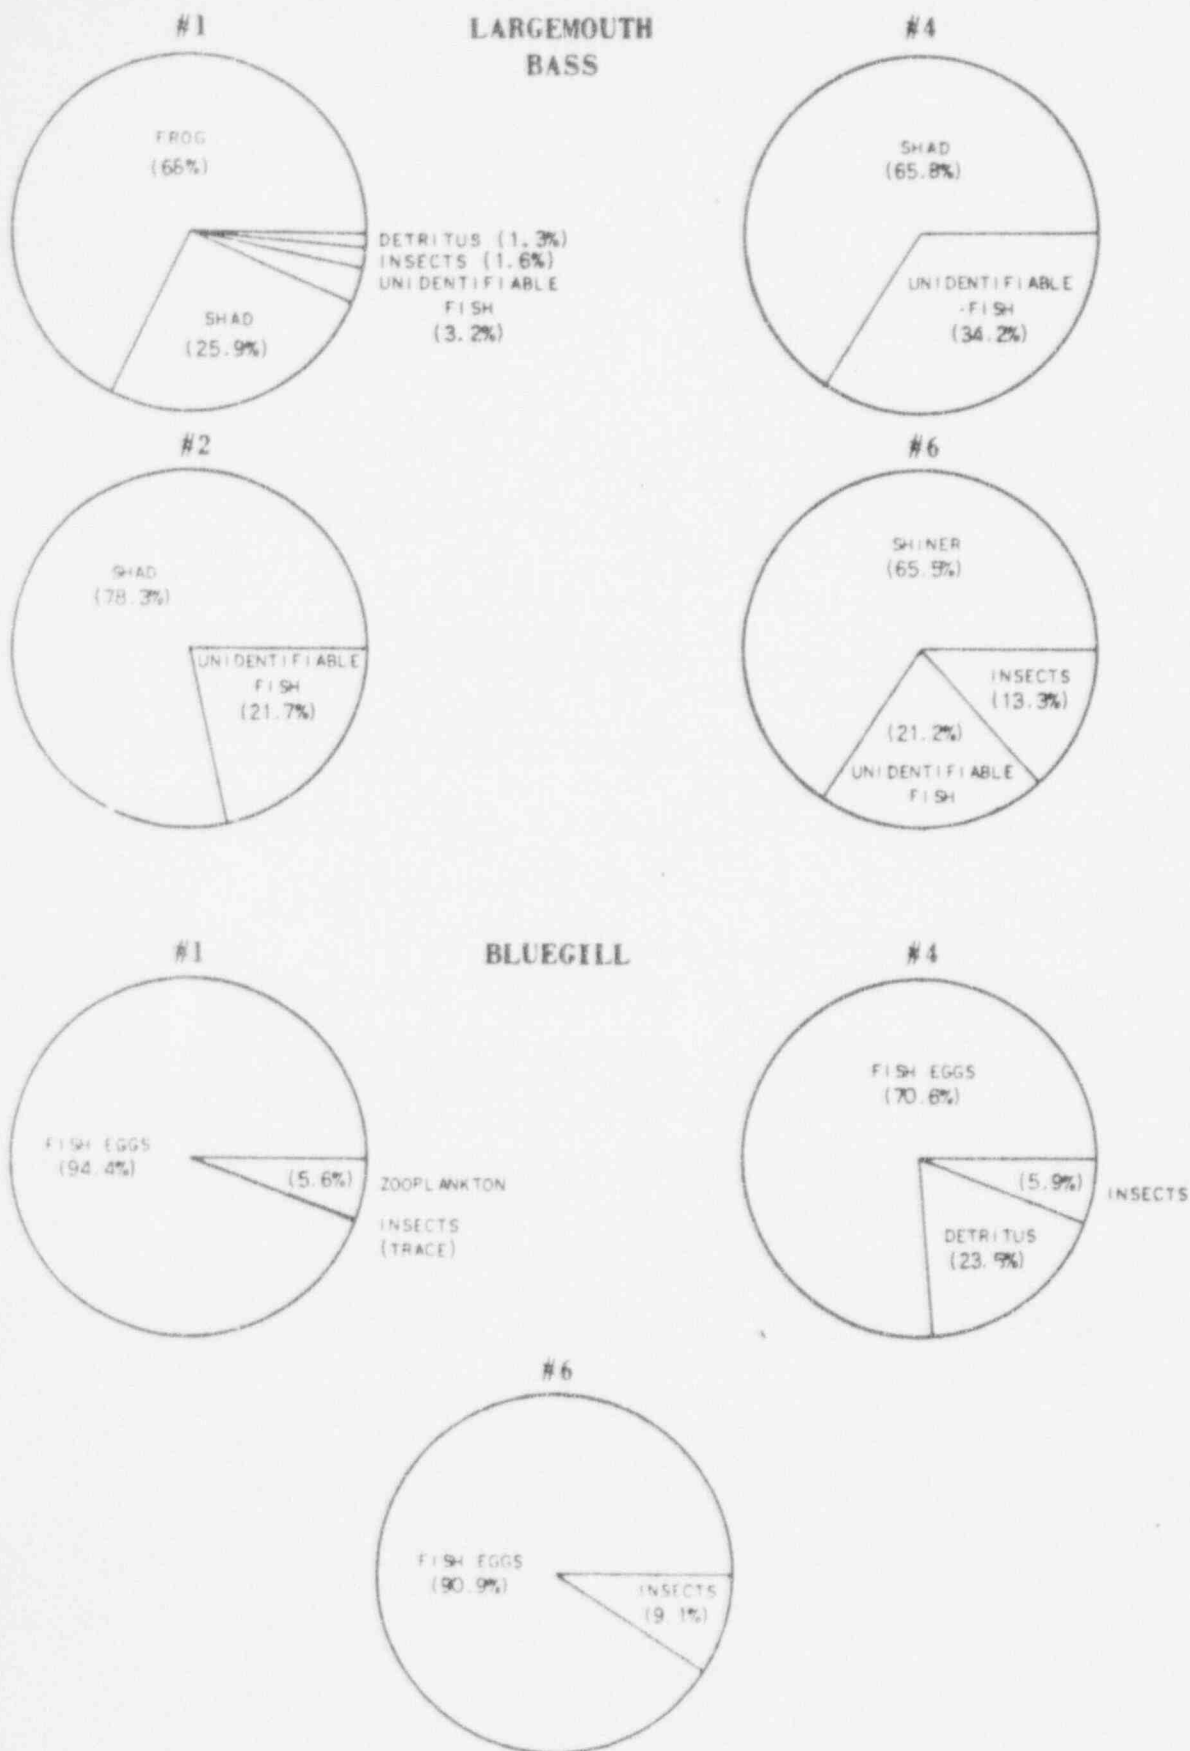 #1
LARGEMOUTH
BASS
#4
FROG
(68%)
DETRITUS (1.3%)
INSECTS (1.6%)
UNIDENTIFIABLE
FISH
(3.2%)
SHAD
(25.9%)
SHAD
(65.8%)
UNIDENTIFIABLE
FISH
(34.2%)
#2
#6
SHAD
(78.3%)
UNIDENTIFIABLE
FISH
(21.7%)
SHINER
(65.5%)
INSECTS
(13.3%)
(21.2%)
UNIDENTIFIABLE
FISH
#1
BLUEGILL
#4
FISH EGGS
(94.4%)
(5.6%)
ZOOPLANKTON
INSECTS
(TRACE)
FISH EGGS
(70.6%)
(5.9%)
INSECTS
DETRITUS
(23.5%)
#6
FISH EGGS
(90.9%)
INSECTS
(9.1%)